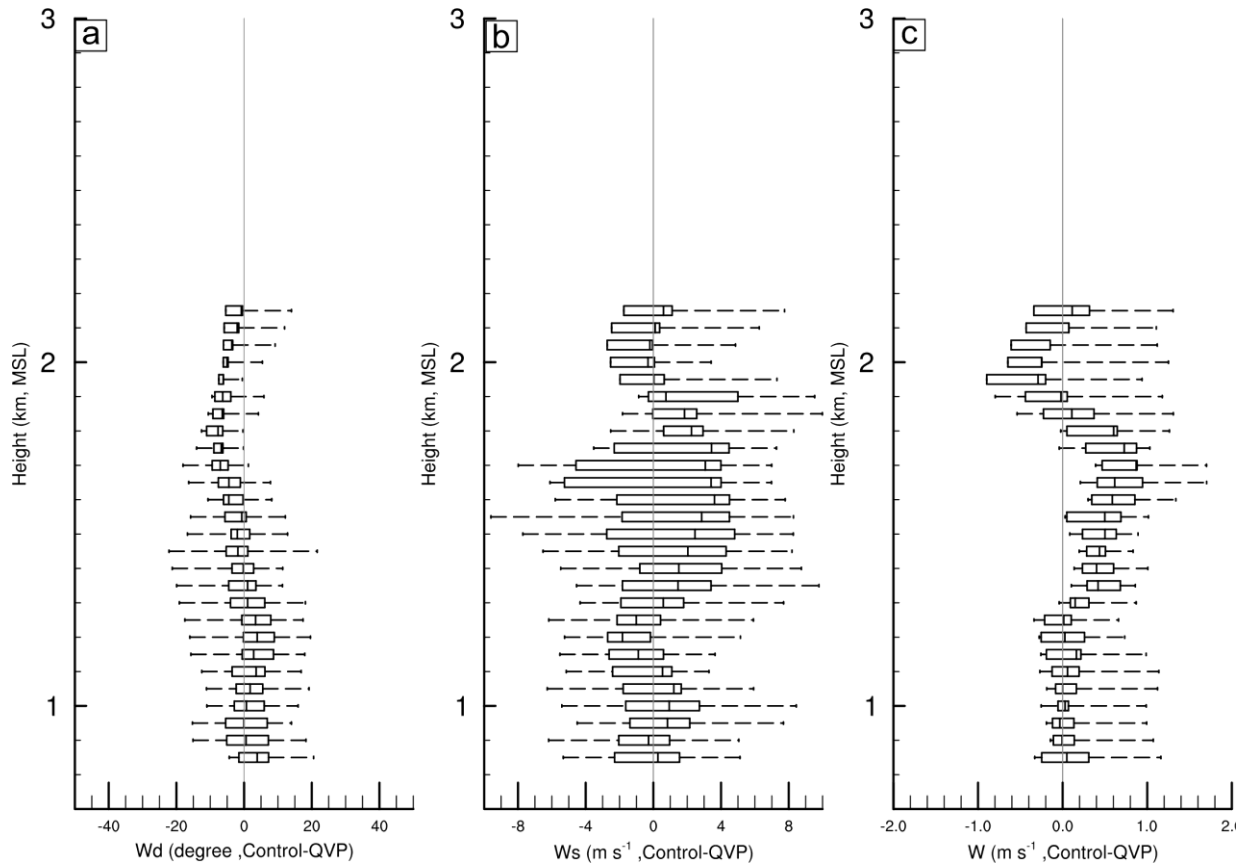 a
3
2
1
Height (km, MSL)
-40 -20 0 20 40
Wd (degree ,Control-QVP)
b
3
2
1
Height (km, MSL)
-8 -4 0 4 8
Ws (m s⁻¹ ,Control-QVP)
c
3
2
1
Height (km, MSL)
-2.0 -1.0 0.0 1.0 2.0
W (m s⁻¹ ,Control-QVP)